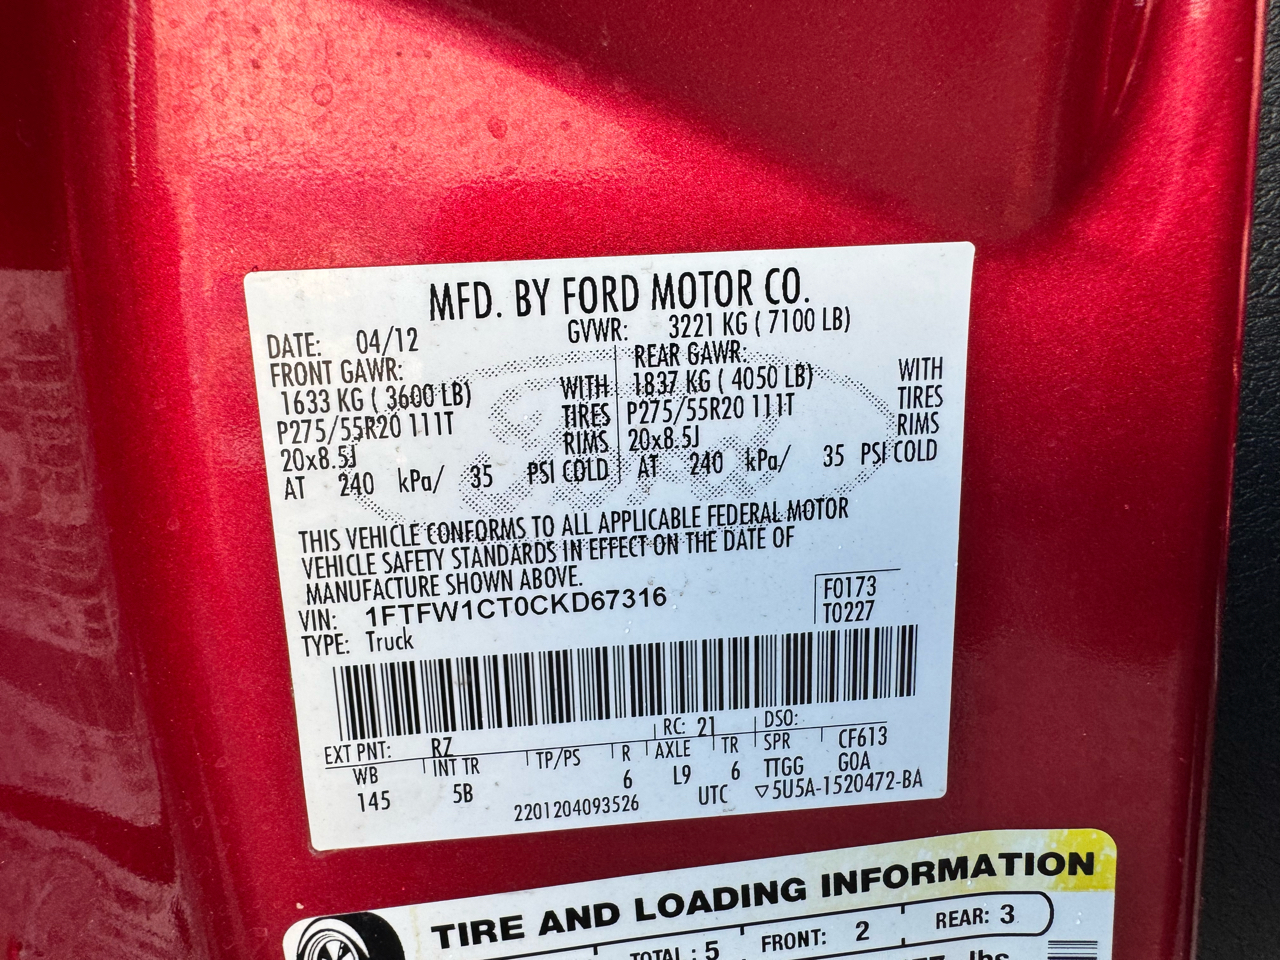 MFD. BY FORD MOTOR CO.
DATE: 04/12 GVWR: 3221 KG ( 7100 LB)
FRONT GAWR: REAR GAWR:
1633 KG ( 3600 LB) WITH 1837 KG ( 4050 LB) WITH
P275/55R20 111T TIRES P275/55R20 111T TIRES
20x8.5J RIMS 20x8.5J RIMS
AT 240 kPa/ 35 PSI COLD AT 240 kPa/ 35 PSI COLD
THIS VEHICLE CONFORMS TO ALL APPLICABLE FEDERAL MOTOR
VEHICLE SAFETY STANDARDS IN EFFECT ON THE DATE OF
MANUFACTURE SHOWN ABOVE.
VIN: 1FTFW1CT0CKD67316 F0173
TYPE: Truck T0227
EXT PNT: RZ RC: 21 DSO:
WB INT TR TP/PS R AXLE TR SPR CF613
145 5B 6 L9 6 TTGG GOA
2201204093526 UTC ▽5U5A-1520472-BA
TIRE AND LOADING INFORMATION
TOTAL : 5 FRONT: 2 REAR: 3
lbs